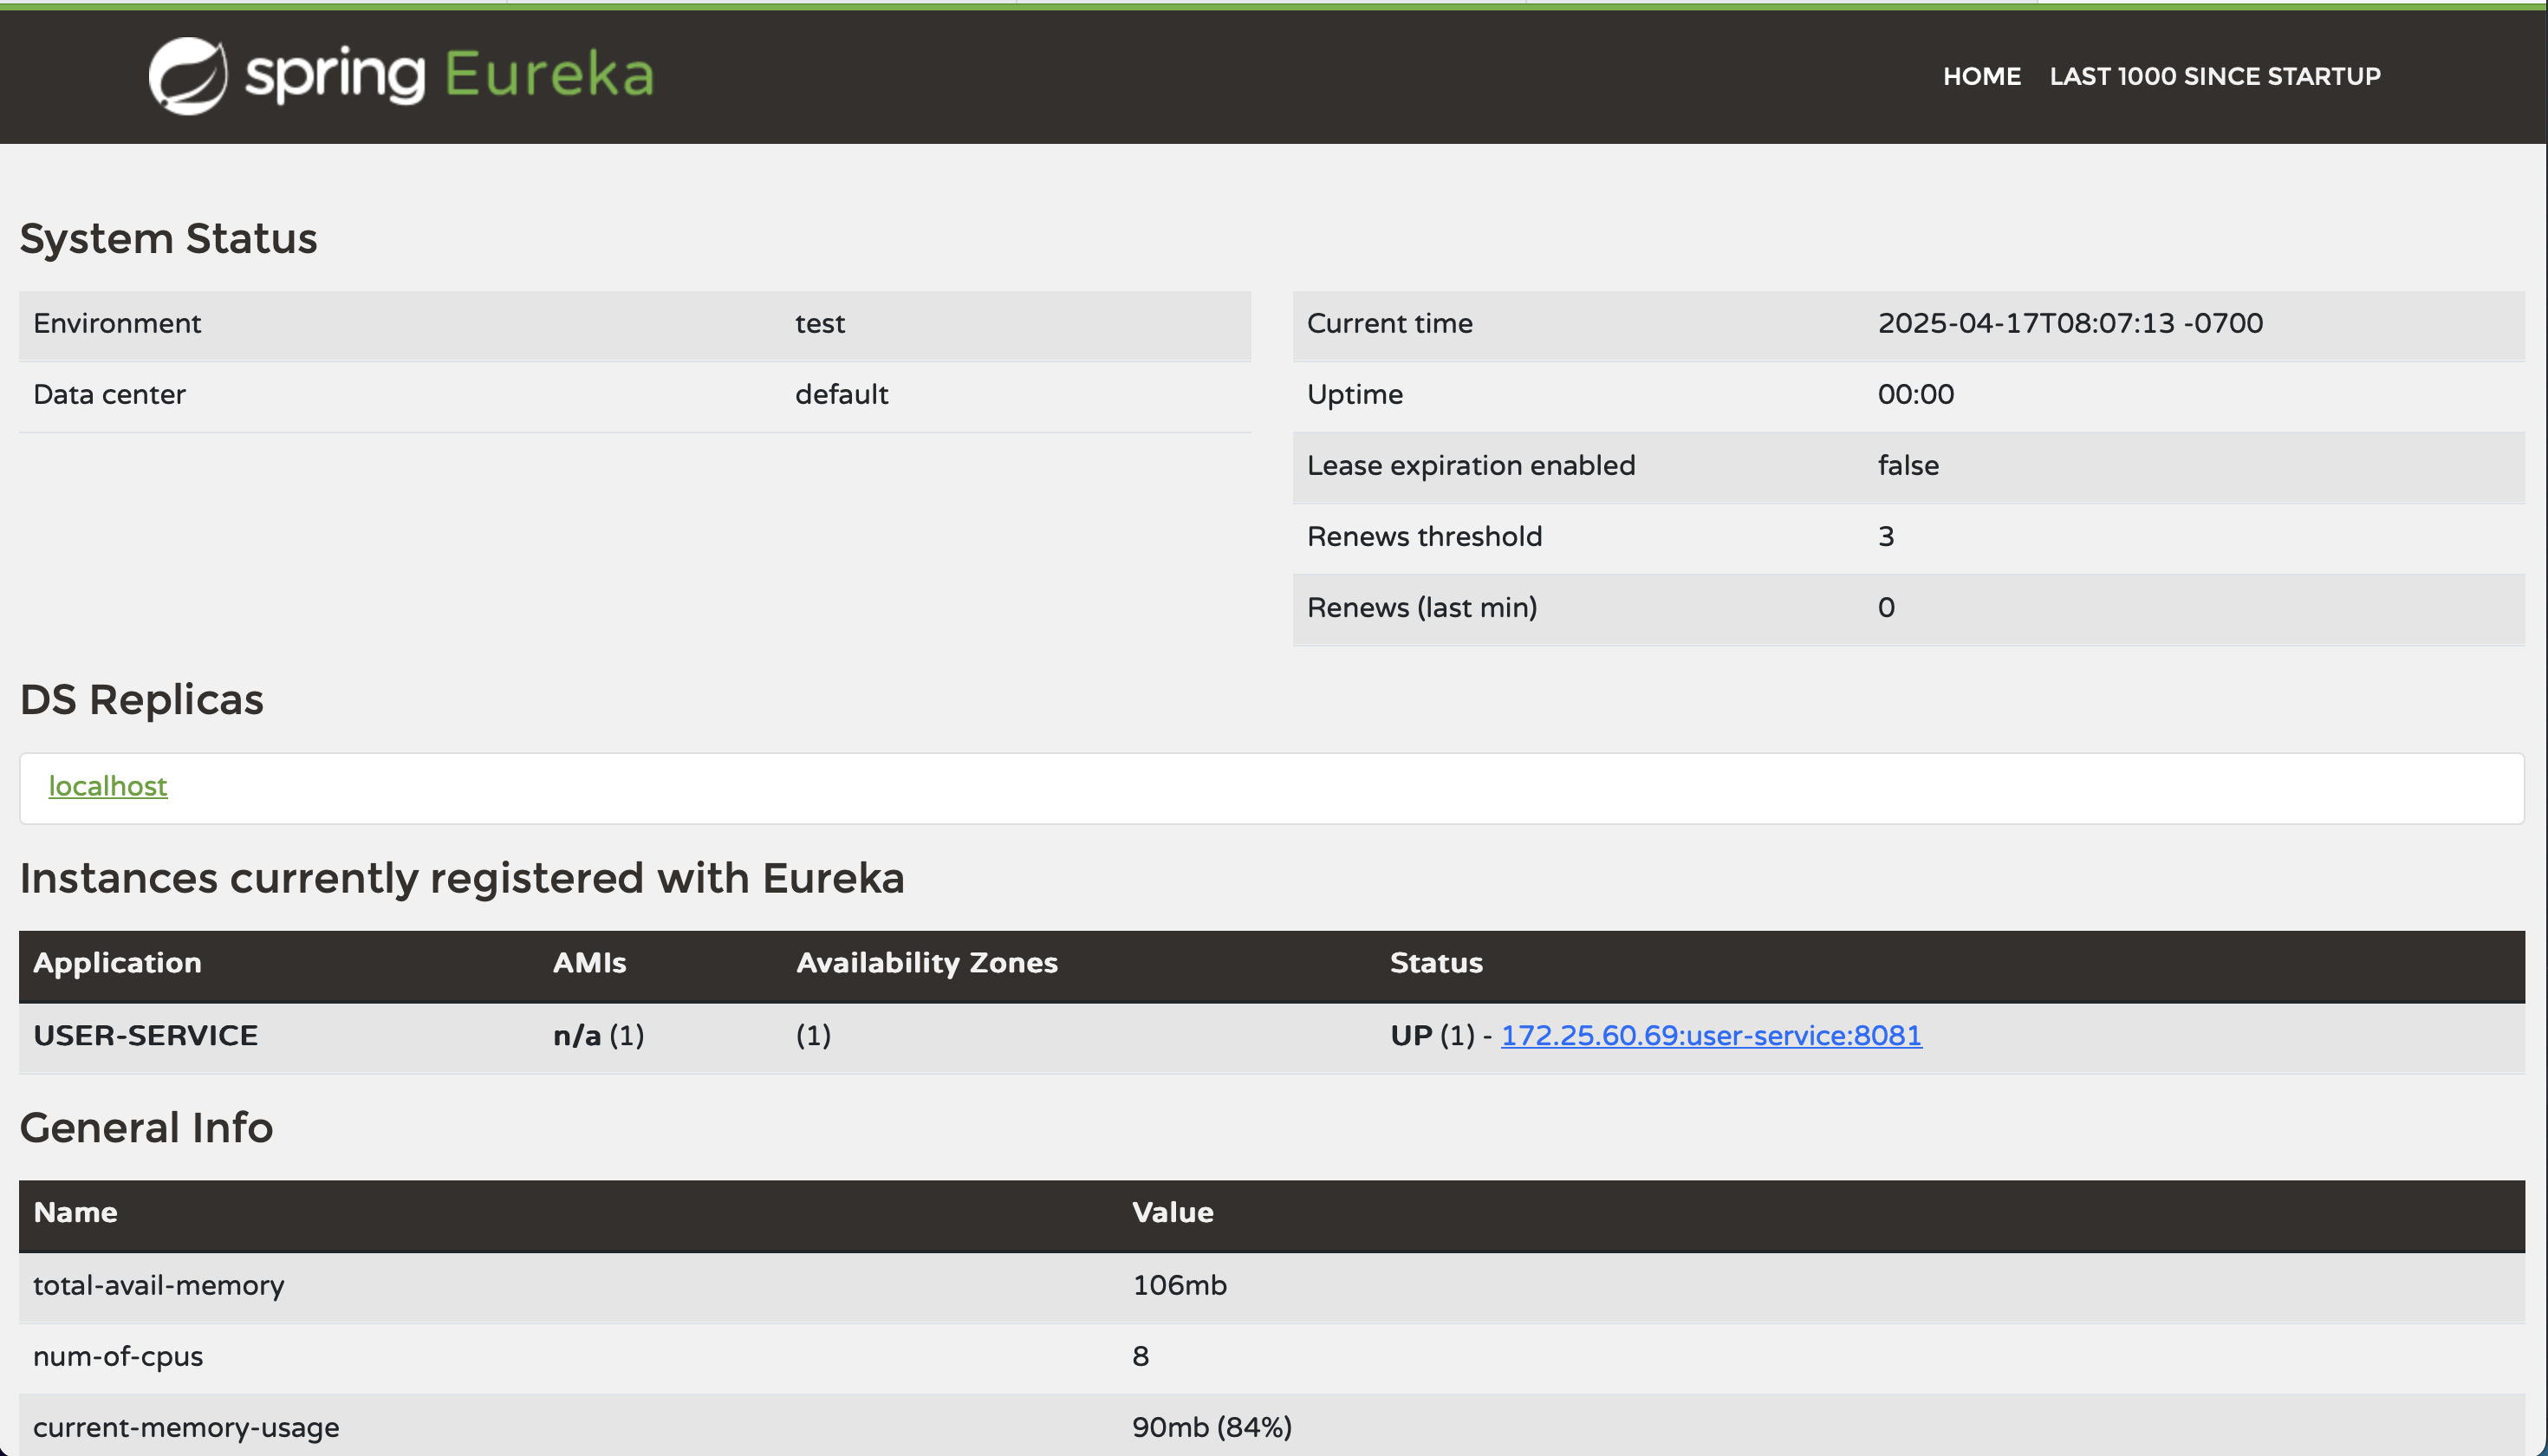 spring Eureka
HOME LAST 1000 SINCE STARTUP
System Status
Environment test
Data center default
Current time 2025-04-17T08:07:13 -0700
Uptime 00:00
Lease expiration enabled false
Renews threshold 3
Renews (last min) 0
DS Replicas
localhost
Instances currently registered with Eureka
Application AMIs Availability Zones Status
USER-SERVICE n/a (1) (1) UP (1) - 172.25.60.69:user-service:8081
General Info
Name Value
total-avail-memory 106mb
num-of-cpus 8
current-memory-usage 90mb (84%)